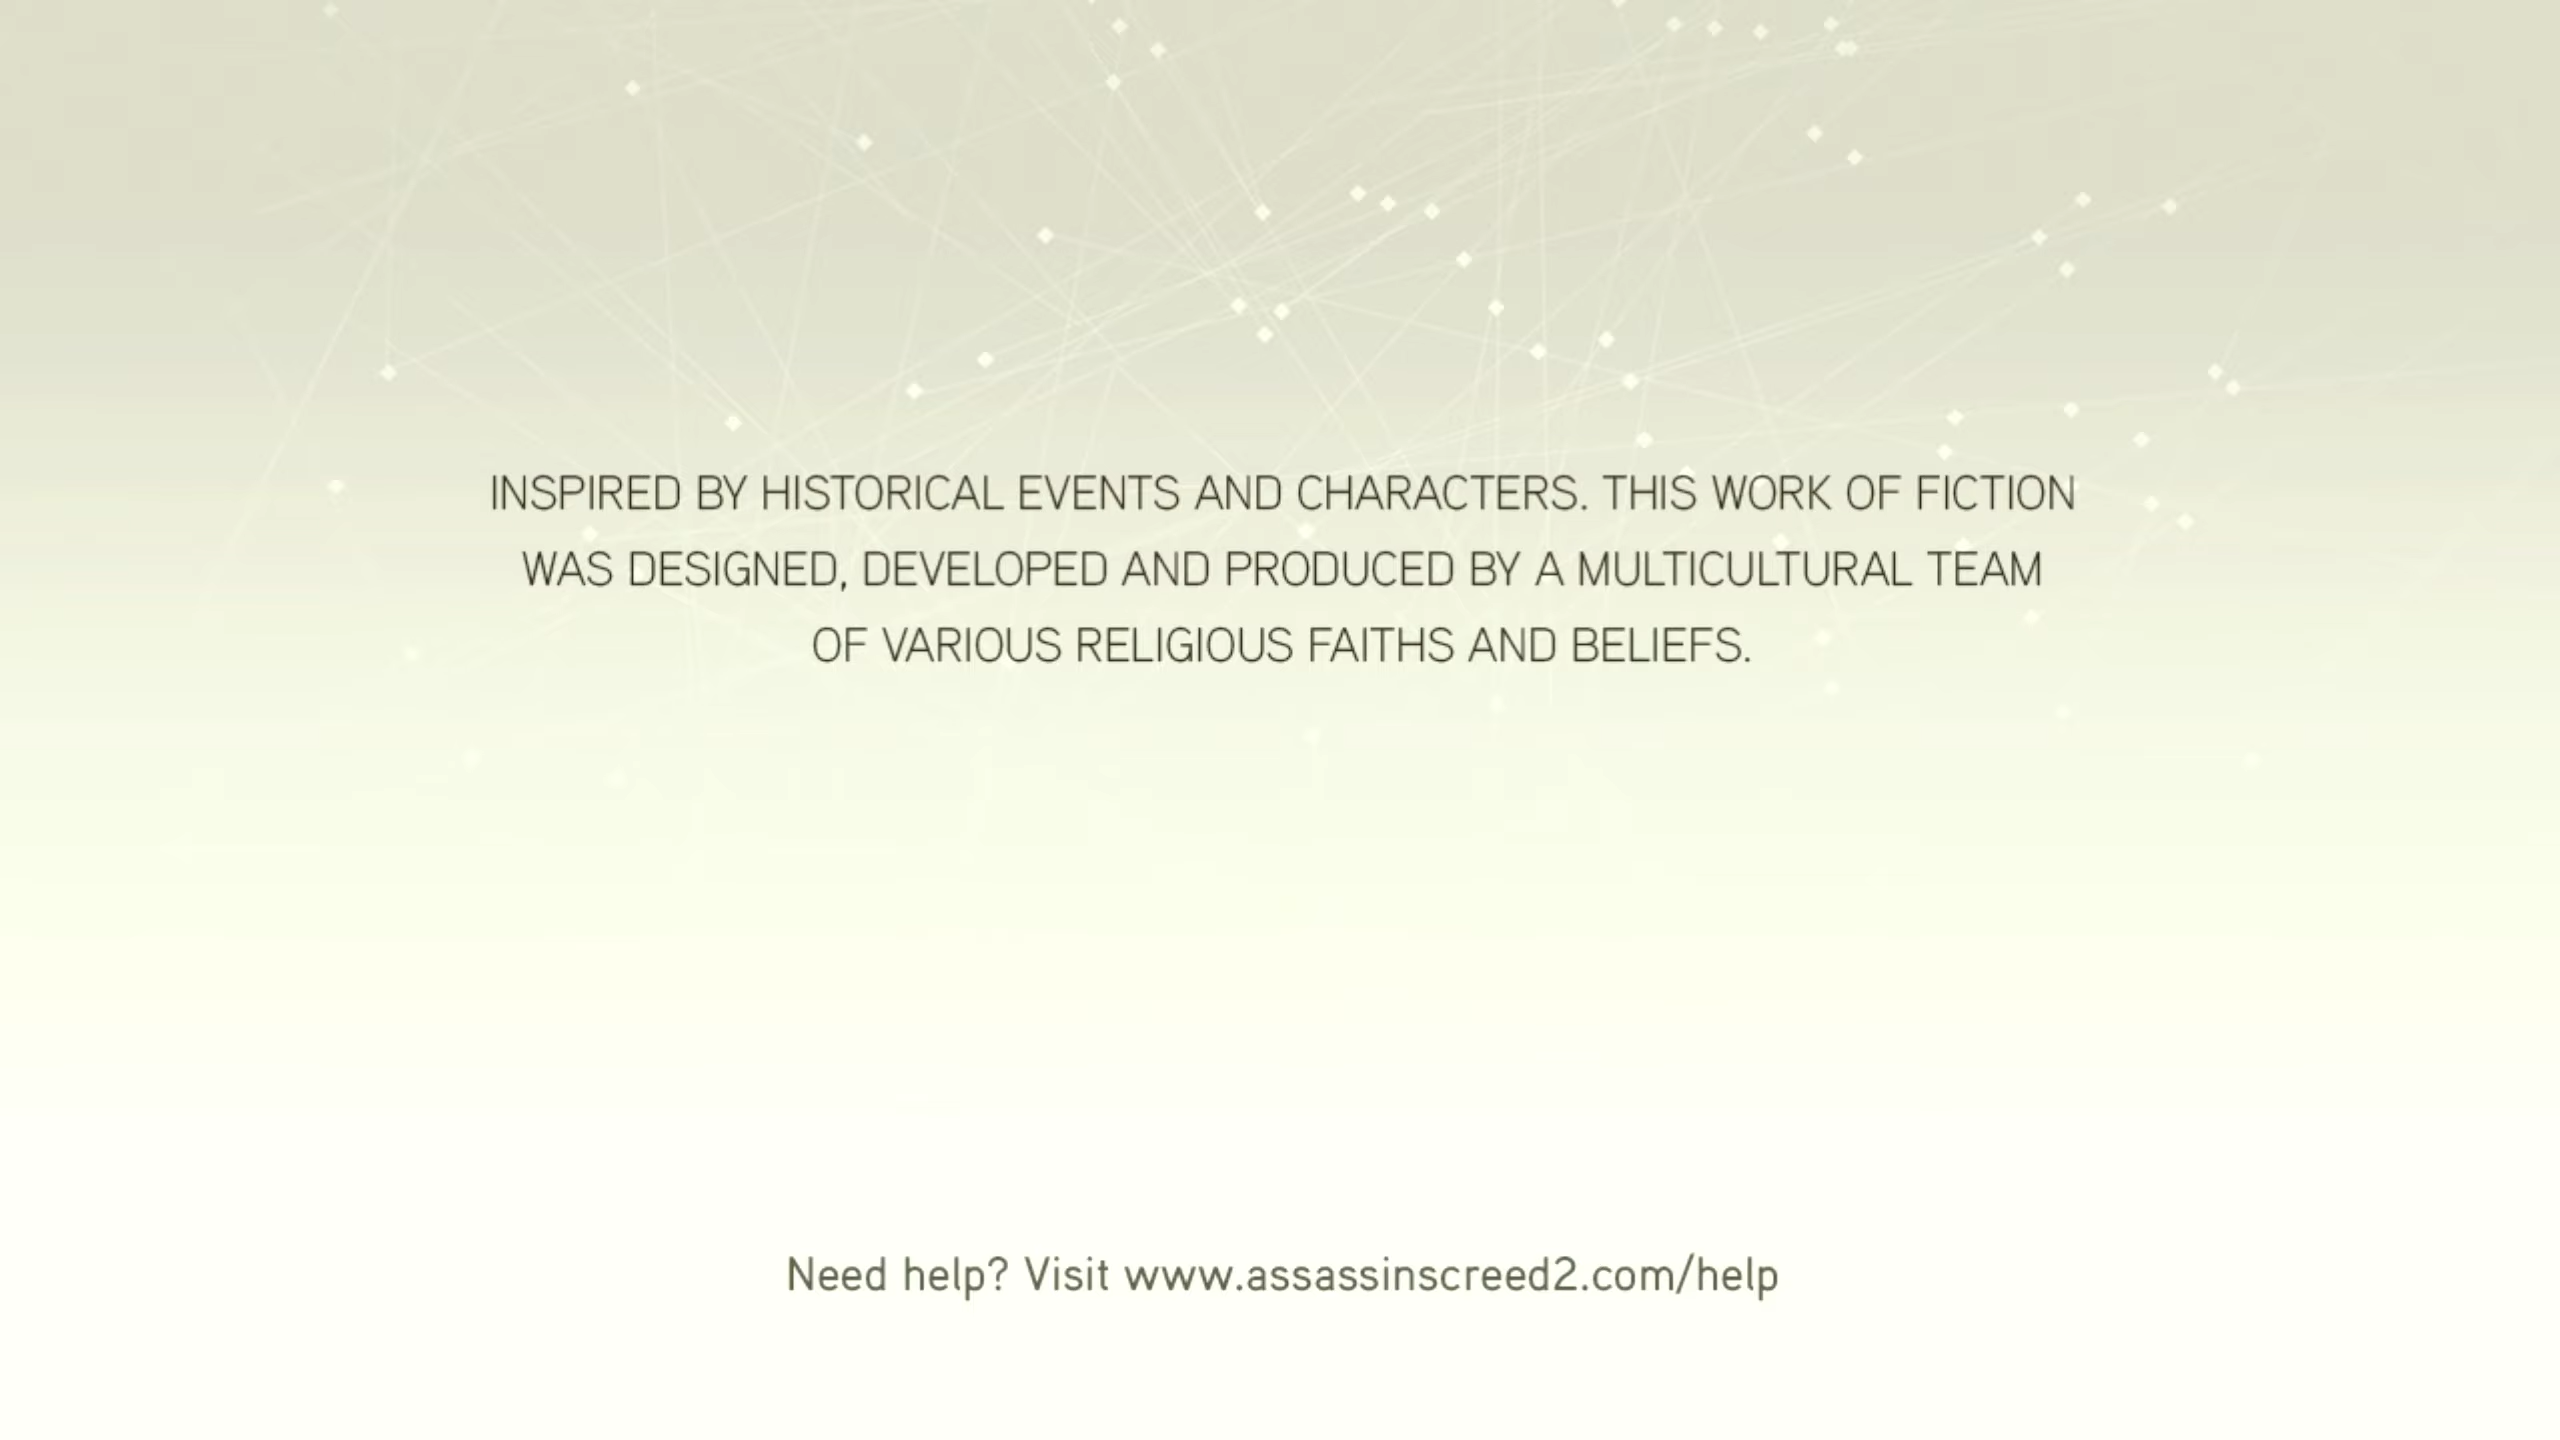 INSPIRED BY HISTORICAL EVENTS AND CHARACTERS. THIS WORK OF FICTION
WAS DESIGNED, DEVELOPED AND PRODUCED BY A MULTICULTURAL TEAM
OF VARIOUS RELIGIOUS FAITHS AND BELIEFS.
Need help? Visit www.assassinscreed2.com/help